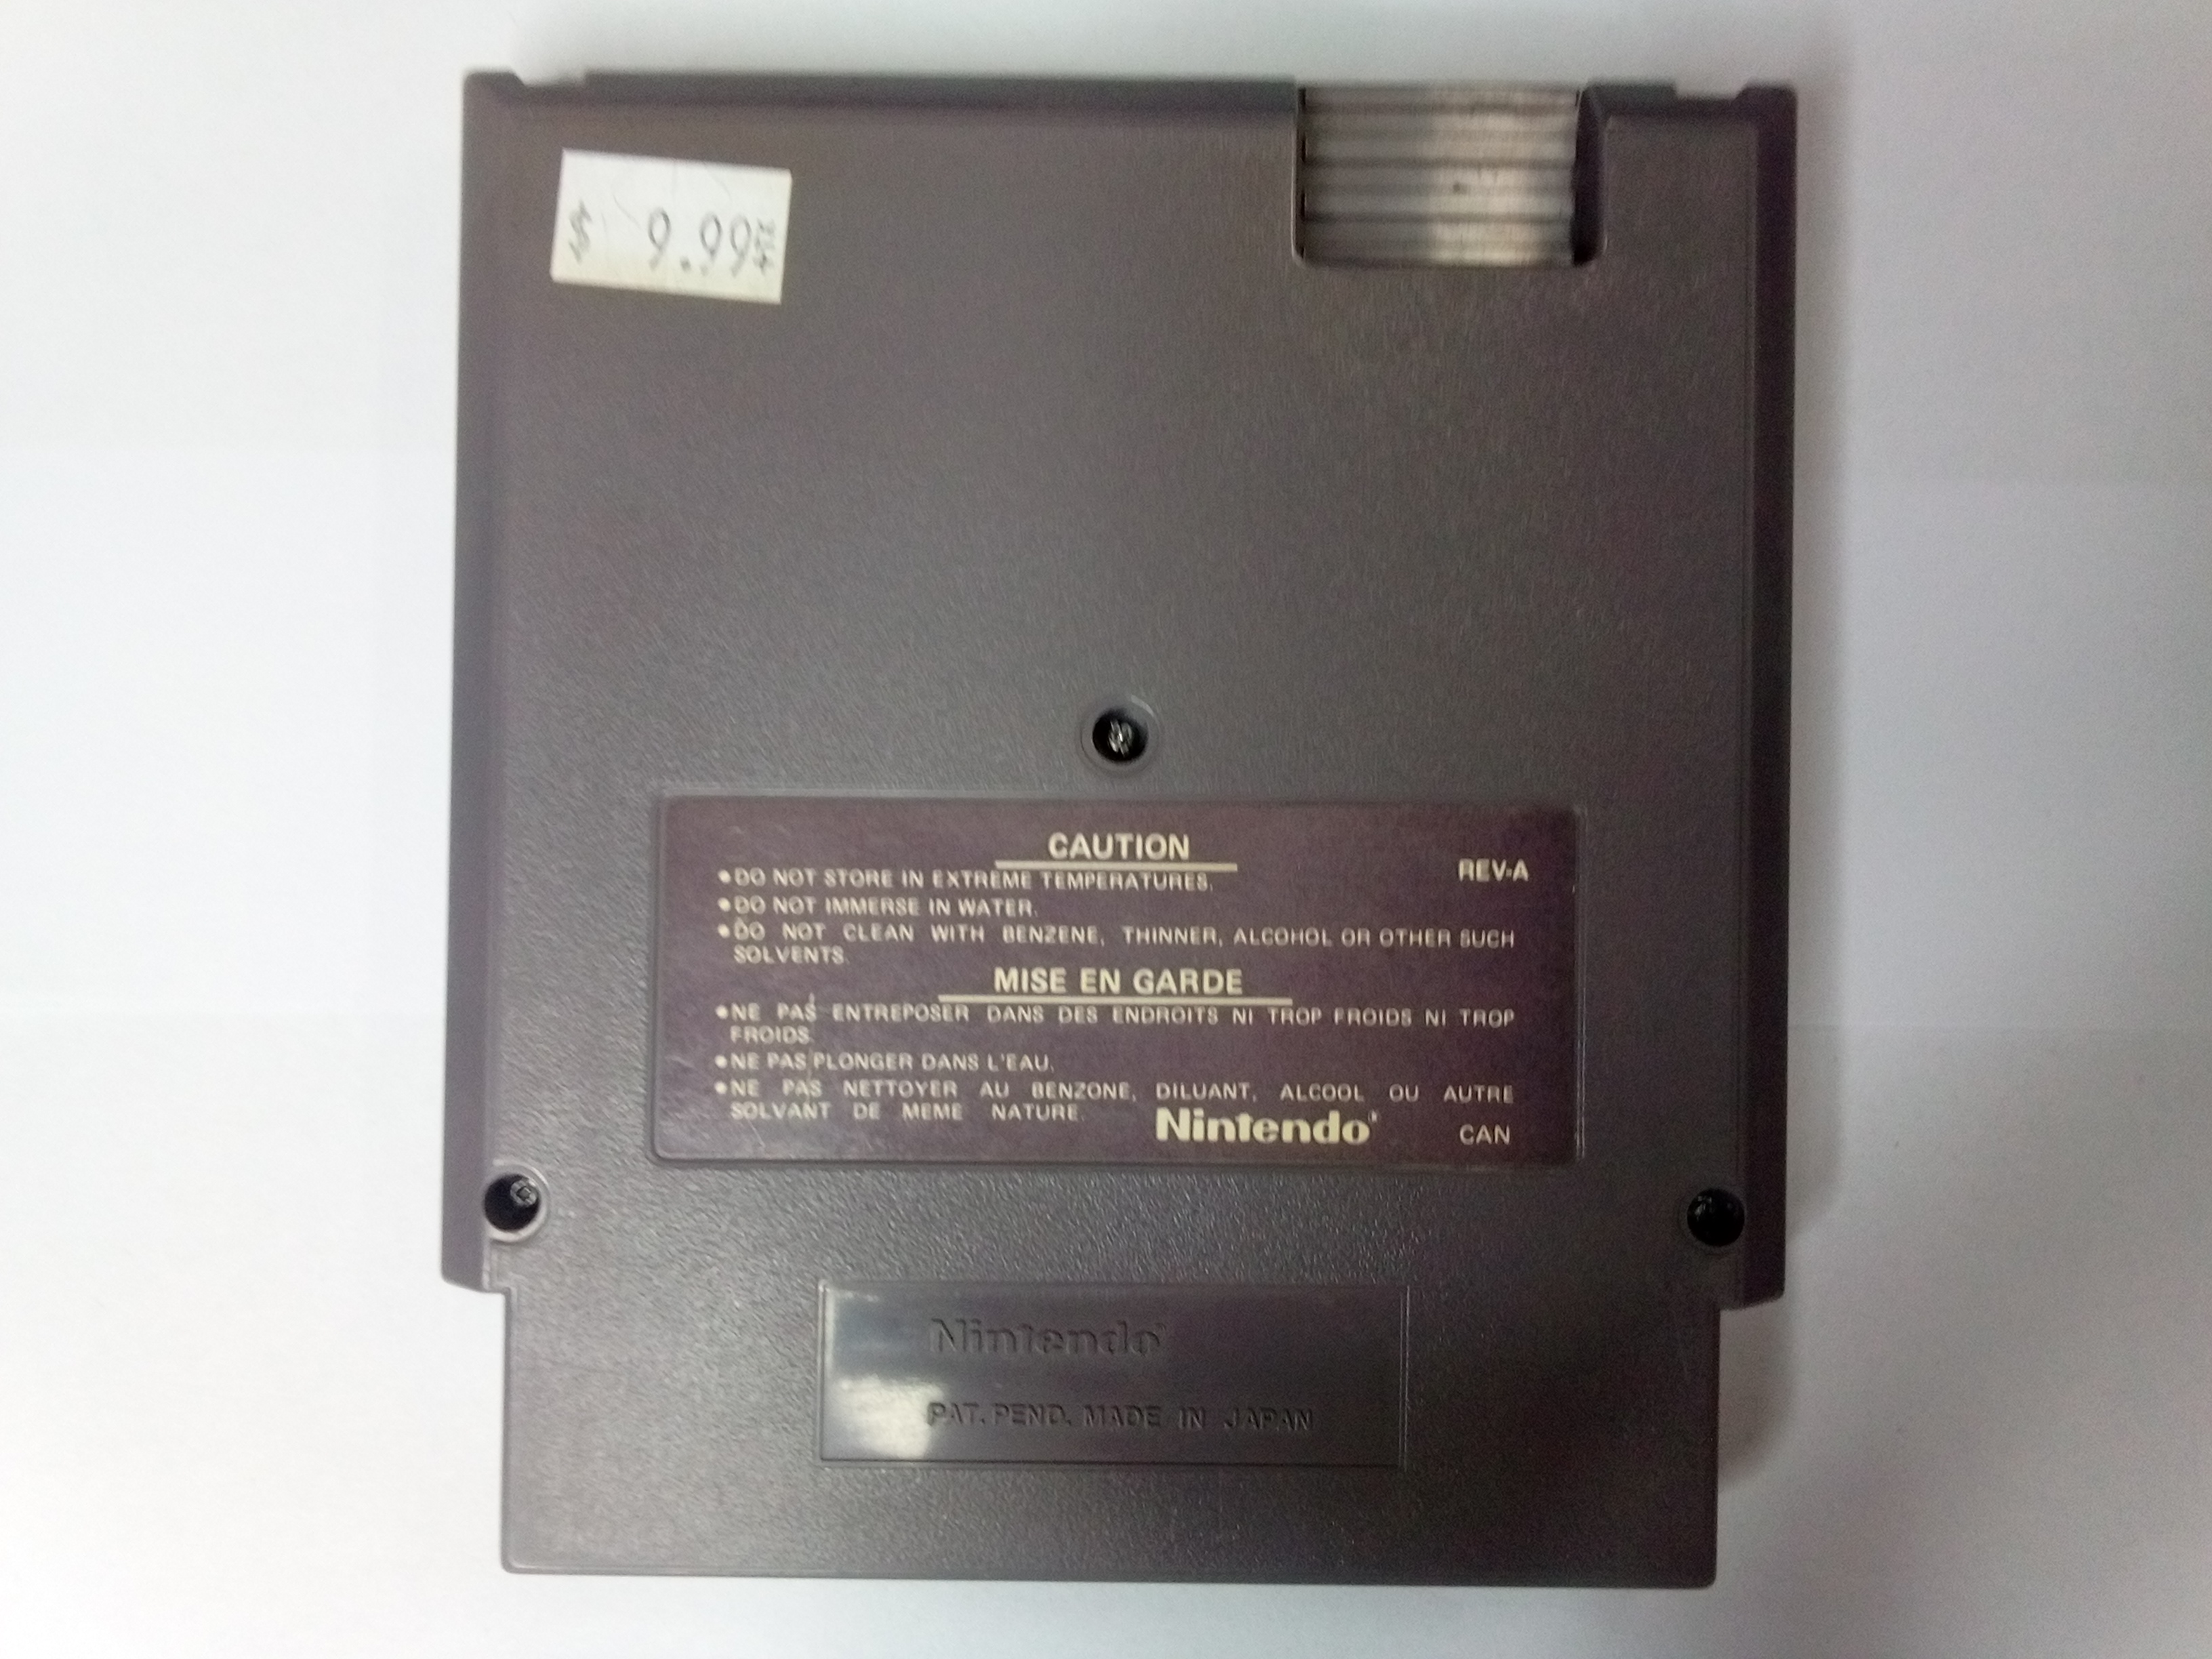 $ 9.99
CAUTION
REV-A
●DO NOT STORE IN EXTREME TEMPERATURES.
●DO NOT IMMERSE IN WATER.
●DO NOT CLEAN WITH BENZENE, THINNER, ALCOHOL OR OTHER SUCH
SOLVENTS.
MISE EN GARDE
●NE PAS ENTREPOSER DANS DES ENDROITS NI TROP FROIDS NI TROP
FROIDS.
●NE PAS PLONGER DANS L'EAU.
●NE PAS NETTOYER AU BENZONE, DILUANT, ALCOOL OU AUTRE
SOLVANT DE MEME NATURE.
Nintendo® CAN
Nintendo
PAT. PEND. MADE IN JAPAN